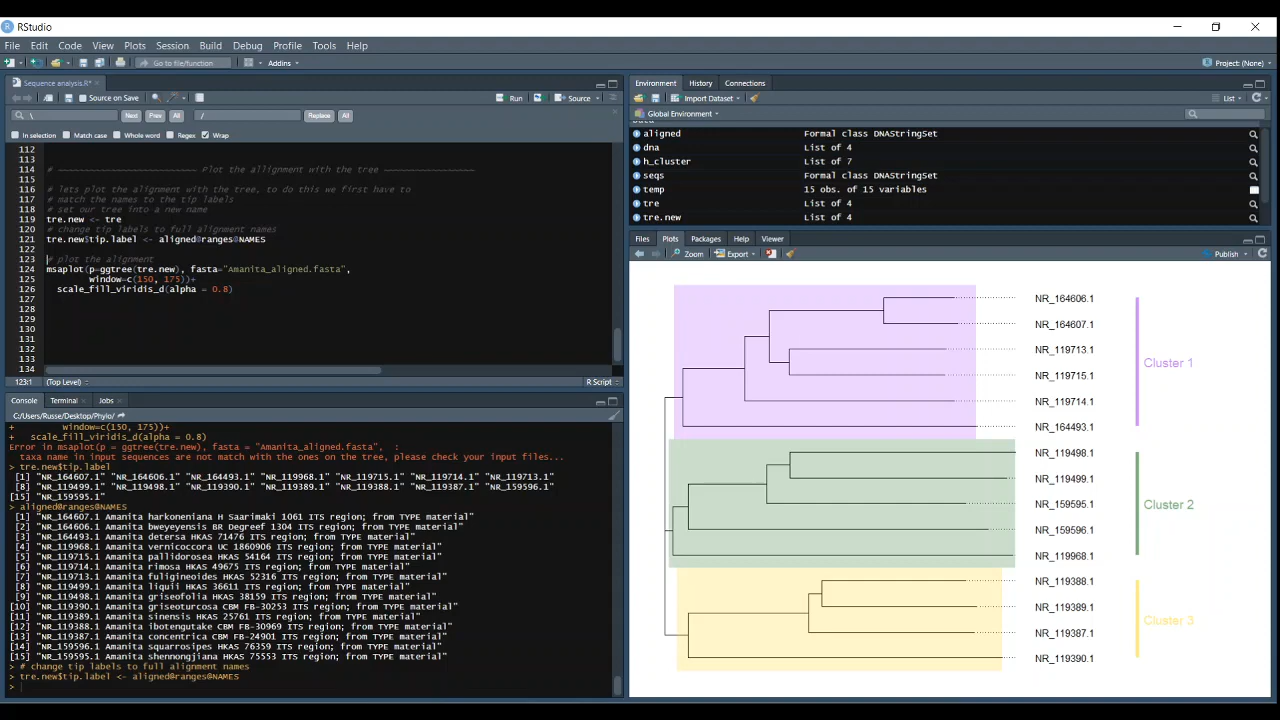 RStudio
File Edit Code View Plots Session Build Debug Profile Tools Help
Go to file/function Addins Project: (None)
Sequence analysis.R*
Source on Save Run Source
\ Next Prev All / Replace All
In selection Match case Whole word Regex Wrap
112
113
114 # ~~~~~~~~~~~~~~~~~~~~~~~~~ Plot the allignment with the tree ~~~~~~~~~~~~~~~~
115
116 # lets plot the alignment with the tree, to do this we first have to
117 # match the names to the tip labels
118 # set our tree into a new name
119 tre.new <- tre
120 # change tip labels to full alignment names
121 tre.new$tip.label <- aligned@ranges@NAMES
122
123 # plot the alignment
124 msaplot(p=ggtree(tre.new), fasta="Amanita_aligned.fasta",
125 window=c(150, 175))+
126 scale_fill_viridis_d(alpha = 0.8)
127
128
129
130
131
132
133
134
123:1 (Top Level) R Script
Console Terminal Jobs
C:/Users/Russe/Desktop/Phylo/
+ window=c(150, 175))+
+ scale_fill_viridis_d(alpha = 0.8)
Error in msaplot(p = ggtree(tre.new), fasta = "Amanita_aligned.fasta", :
taxa name in input sequences are not match with the ones on the tree, please check your input files...
> tre.new$tip.label
[1] "NR_164607.1" "NR_164606.1" "NR_164493.1" "NR_119968.1" "NR_119715.1" "NR_119714.1" "NR_119713.1"
[8] "NR_119499.1" "NR_119498.1" "NR_119390.1" "NR_119389.1" "NR_119388.1" "NR_119387.1" "NR_159596.1"
[15] "NR_159595.1"
> aligned@ranges@NAMES
[1] "NR_164607.1 Amanita harkoneniana H Saarimaki 1061 ITS region; from TYPE material"
[2] "NR_164606.1 Amanita bweyeyensis BR Degreef 1304 ITS region; from TYPE material"
[3] "NR_164493.1 Amanita detersa HKAS 71476 ITS region; from TYPE material"
[4] "NR_119968.1 Amanita vernicoccora UC 1860906 ITS region; from TYPE material"
[5] "NR_119715.1 Amanita pallidorosea HKAS 54164 ITS region; from TYPE material"
[6] "NR_119714.1 Amanita rimosa HKAS 49675 ITS region; from TYPE material"
[7] "NR_119713.1 Amanita fuligineoides HKAS 52316 ITS region; from TYPE material"
[8] "NR_119499.1 Amanita liquii HKAS 36611 ITS region; from TYPE material"
[9] "NR_119498.1 Amanita griseofolia HKAS 38159 ITS region; from TYPE material"
[10] "NR_119390.1 Amanita griseoturcosa CBM FB-30253 ITS region; from TYPE material"
[11] "NR_119389.1 Amanita sinensis HKAS 25761 ITS region; from TYPE material"
[12] "NR_119388.1 Amanita ibotengutake CBM FB-30969 ITS region; from TYPE material"
[13] "NR_119387.1 Amanita concentrica CBM FB-24901 ITS region; from TYPE material"
[14] "NR_159596.1 Amanita squarrosipes HKAS 76359 ITS region; from TYPE material"
[15] "NR_159595.1 Amanita shennongjiana HKAS 75553 ITS region; from TYPE material"
> # change tip labels to full alignment names
> tre.new$tip.label <- aligned@ranges@NAMES
>
Environment History Connections
Import Dataset List
Global Environment
Data
aligned Formal class DNAStringSet
dna List of 4
h_cluster List of 7
seqs Formal class DNAStringSet
temp 15 obs. of 15 variables
tre List of 4
tre.new List of 4
Files Plots Packages Help Viewer
Zoom Export Publish
NR_164606.1
NR_164607.1
NR_119713.1
Cluster 1
NR_119715.1
NR_119714.1
NR_164493.1
NR_119498.1
NR_119499.1
NR_159595.1
Cluster 2
NR_159596.1
NR_119968.1
NR_119388.1
NR_119389.1
Cluster 3
NR_119387.1
NR_119390.1